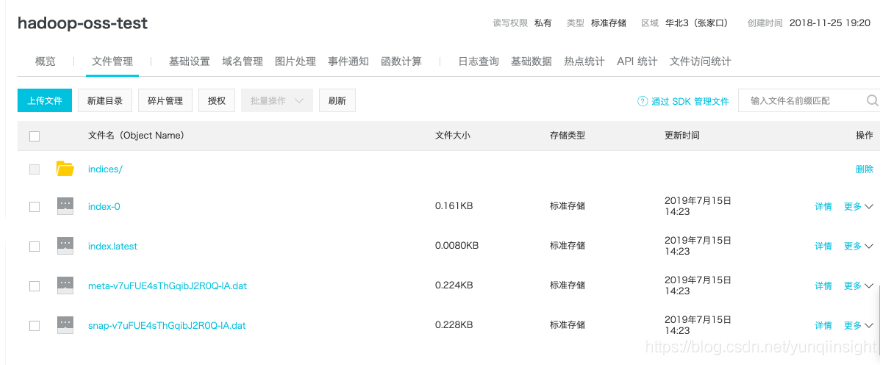 hadoop-oss-test 读写权限 私有 类型 标准存储 区域 华北3（张家口） 创建时间 2018-11-25 19:20
概览 文件管理 基础设置 域名管理 图片处理 事件通知 函数计算 日志查询 基础数据 热点统计 API 统计 文件访问统计
上传文件 新建目录 碎片管理 授权 批量操作 刷新 通过 SDK 管理文件 输入文件名前缀匹配
文件名（Object Name） 文件大小 存储类型 更新时间 操作
indices/ 删除
index-0 0.161KB 标准存储 2019年7月15日 14:23 详情 更多
index.latest 0.0080KB 标准存储 2019年7月15日 14:23 详情 更多
meta-v7uFUE4sThGqibJ2R0Q-lA.dat 0.224KB 标准存储 2019年7月15日 14:23 详情 更多
snap-v7uFUE4sThGqibJ2R0Q-lA.dat 0.228KB 标准存储 2019年7月15日 14:23 详情 更多
https://blog.csdn.net/yunqiinsight